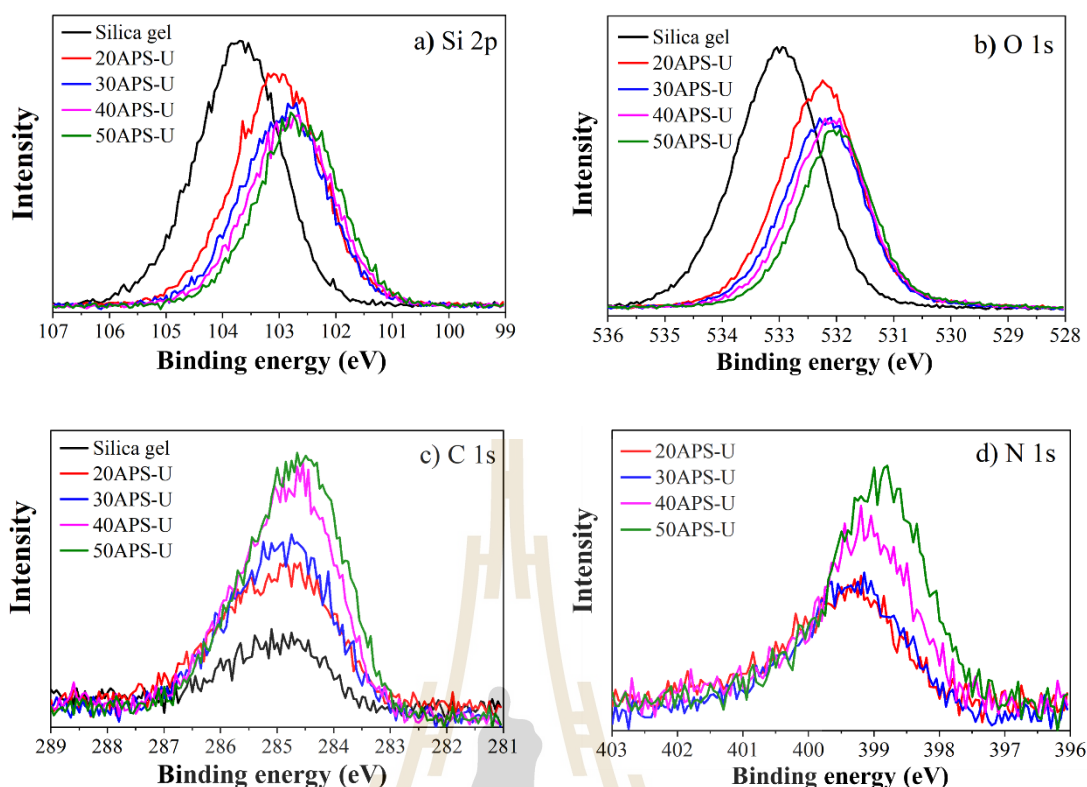 Silica gel
20APS-U
30APS-U
40APS-U
50APS-U
a) Si 2p
Intensity
107 106 105 104 103 102 101 100 99
Binding energy (eV)
Silica gel
20APS-U
30APS-U
40APS-U
50APS-U
b) O 1s
Intensity
536 535 534 533 532 531 530 529 528
Binding energy (eV)
Silica gel
20APS-U
30APS-U
40APS-U
50APS-U
c) C 1s
Intensity
289 288 287 286 285 284 283 282 281
Binding energy (eV)
20APS-U
30APS-U
40APS-U
50APS-U
d) N 1s
Intensity
403 402 401 400 399 398 397 396
Binding energy (eV)